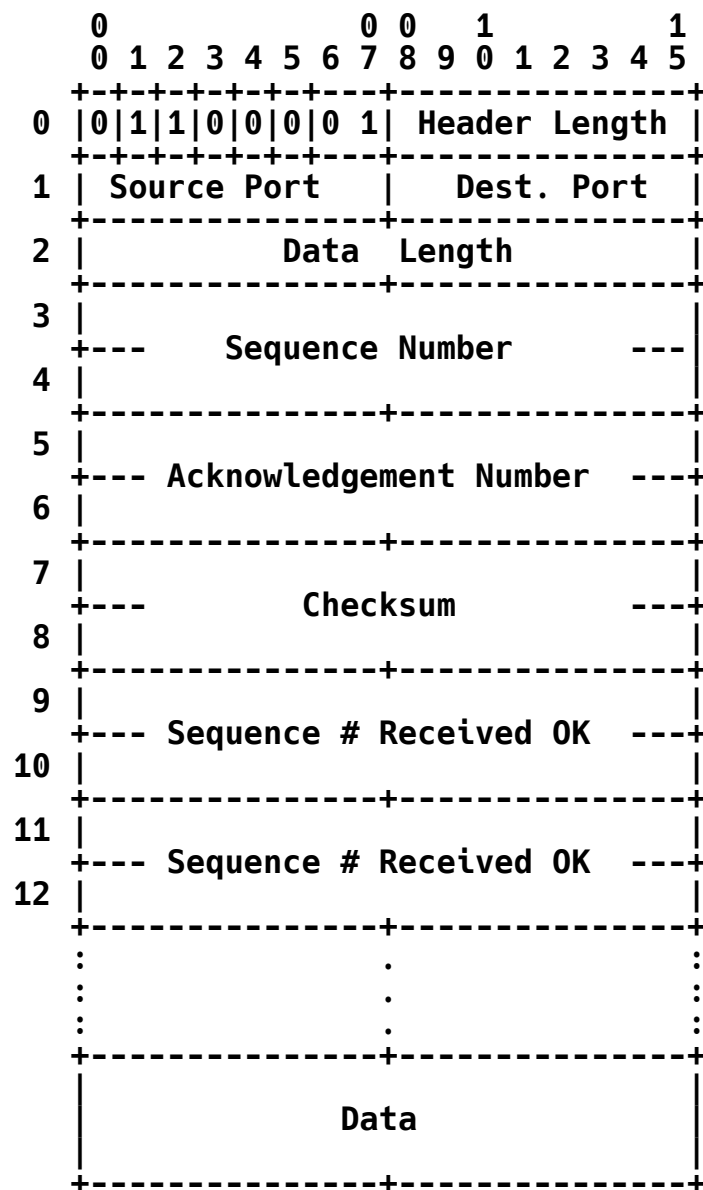 0             0 0   1         1
 0 1 2 3 4 5 6 7 8 9 0 1 2 3 4 5
+-+-+-+-+-+-+---+---------------+
0 |0|1|1|0|0|0|0 1| Header Length |
+-+-+-+-+-+-+---+---------------+
1 | Source Port   |   Dest. Port  |
+---------------+---------------+
2 |          Data  Length         |
+---------------+---------------+
3 |                               |
+---    Sequence Number      ---|
4 |                               |
+---------------+---------------+
5 |                               |
+--- Acknowledgement Number  ---+
6 |                               |
+---------------+---------------+
7 |                               |
+---        Checksum         ---+
8 |                               |
+---------------+---------------+
9 |                               |
+--- Sequence # Received OK  ---+
10 |                               |
+---------------+---------------+
11 |                               |
+--- Sequence # Received OK  ---+
12 |                               |
+---------------+---------------+
:               .               :
:               .               :
:               .               :
+---------------+---------------+
|                               |
|             Data              |
|                               |
+---------------+---------------+